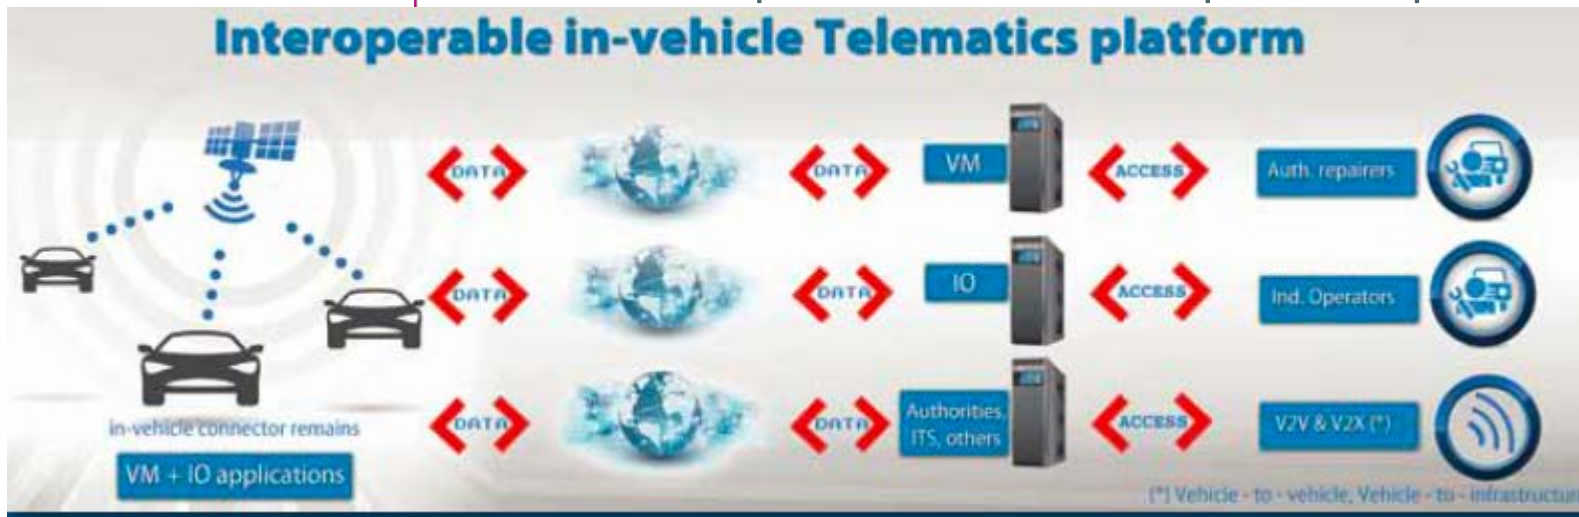 Interoperable in-vehicle Telematics platform
DATA
DATA
VM
ACCESS
Auth. repairers
DATA
DATA
IO
ACCESS
Ind. Operators
DATA
DATA
Authorities,
ITS, others
ACCESS
V2V & V2X (*)
in-vehicle connector remains
VM + IO applications
(*) Vehicle - to - vehicle, Vehicle - to - infrastructur